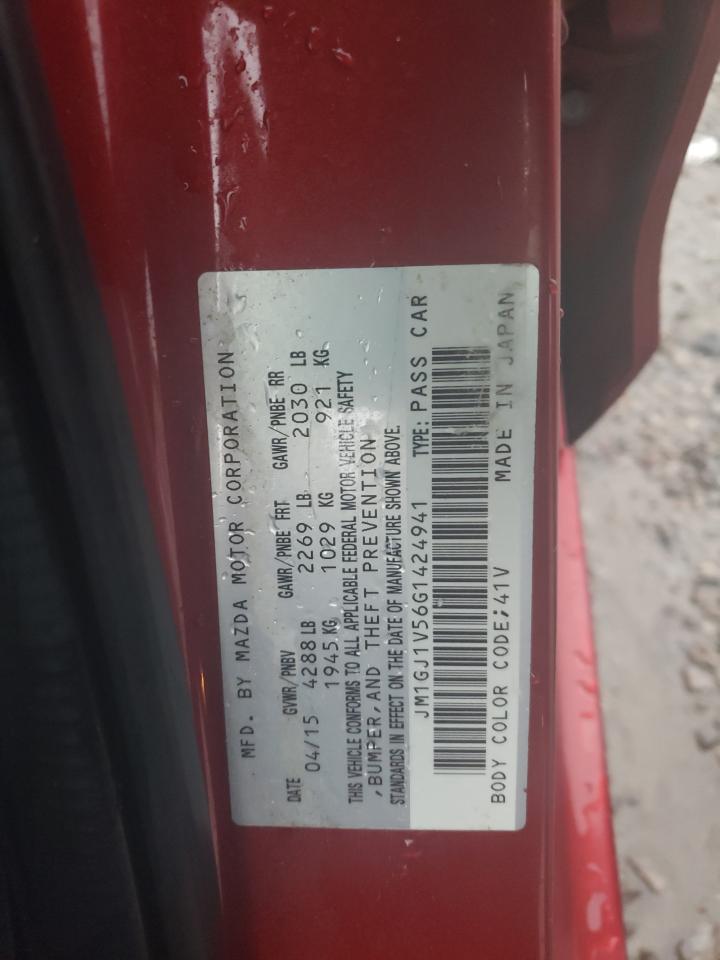 MFD. BY MAZDA MOTOR CORPORATION
DATE GVWR/PNBV GAWR/PNBE FRT GAWR/PNBE RR
04/15 4288 LB 2269 LB 2030 LB
1945 KG 1029 KG 921 KG
THIS VEHICLE CONFORMS TO ALL APPLICABLE FEDERAL MOTOR VEHICLE SAFETY
,BUMPER, AND THEFT PREVENTION
STANDARDS IN EFFECT ON THE DATE OF MANUFACTURE SHOWN ABOVE.
JM1GJ1V56G1424941 TYPE: PASS CAR
BODY COLOR CODE;41V MADE IN JAPAN